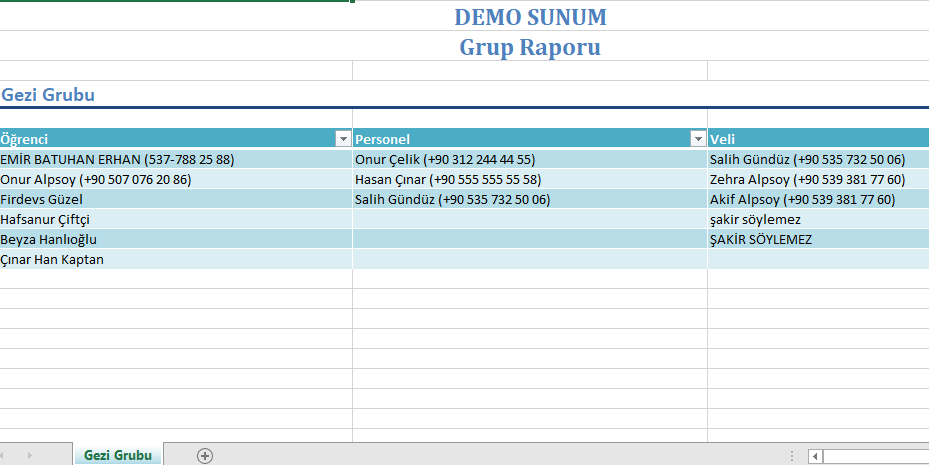 DEMO SUNUM
Grup Raporu
Gezi Grubu
Öğrenci Personel Veli
EMİR BATUHAN ERHAN (537-788 25 88) Onur Çelik (+90 312 244 44 55) Salih Gündüz (+90 535 732 50 06)
Onur Alpsoy (+90 507 076 20 86) Hasan Çınar (+90 555 555 55 58) Zehra Alpsoy (+90 539 381 77 60)
Firdevs Güzel Salih Gündüz (+90 535 732 50 06) Akif Alpsoy (+90 539 381 77 60)
Hafsanur Çiftçi şakir söylemez
Beyza Hanlıoğlu ŞAKİR SÖYLEMEZ
Çınar Han Kaptan
Gezi Grubu